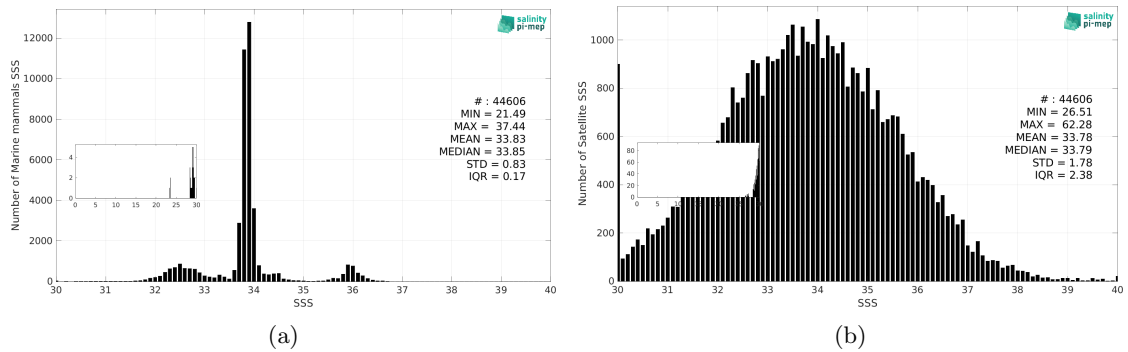 salinity
pi-mep
Number of Marine mammals SSS
12000
10000
8000
6000
4000
2000
0
# : 44606
MIN = 21.49
MAX = 37.44
MEAN = 33.83
MEDIAN = 33.85
STD = 0.83
IQR = 0.17
4
2
0
0 5 10 15 20 25 30
30 31 32 33 34 35 36 37 38 39 40
SSS
(a)
salinity
pi-mep
Number of Satellite SSS
1000
800
600
400
200
0
# : 44606
MIN = 26.51
MAX = 62.28
MEAN = 33.78
MEDIAN = 33.79
STD = 1.78
IQR = 2.38
80
60
40
20
0
0 5 10
30 31 32 33 34 35 36 37 38 39 40
SSS
(b)